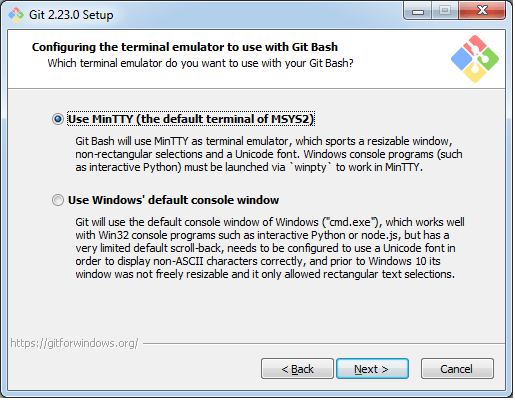 Git 2.23.0 Setup
Configuring the terminal emulator to use with Git Bash
Which terminal emulator do you want to use with your Git Bash?
Use MinTTY (the default terminal of MSYS2)
Git Bash will use MinTTY as terminal emulator, which sports a resizable window,
non-rectangular selections and a Unicode font. Windows console programs (such
as interactive Python) must be launched via `winpty` to work in MinTTY.
Use Windows' default console window
Git will use the default console window of Windows ("cmd.exe"), which works well
with Win32 console programs such as interactive Python or node.js, but has a
very limited default scroll-back, needs to be configured to use a Unicode font in
order to display non-ASCII characters correctly, and prior to Windows 10 its
window was not freely resizable and it only allowed rectangular text selections.
https://gitforwindows.org/
< Back
Next >
Cancel